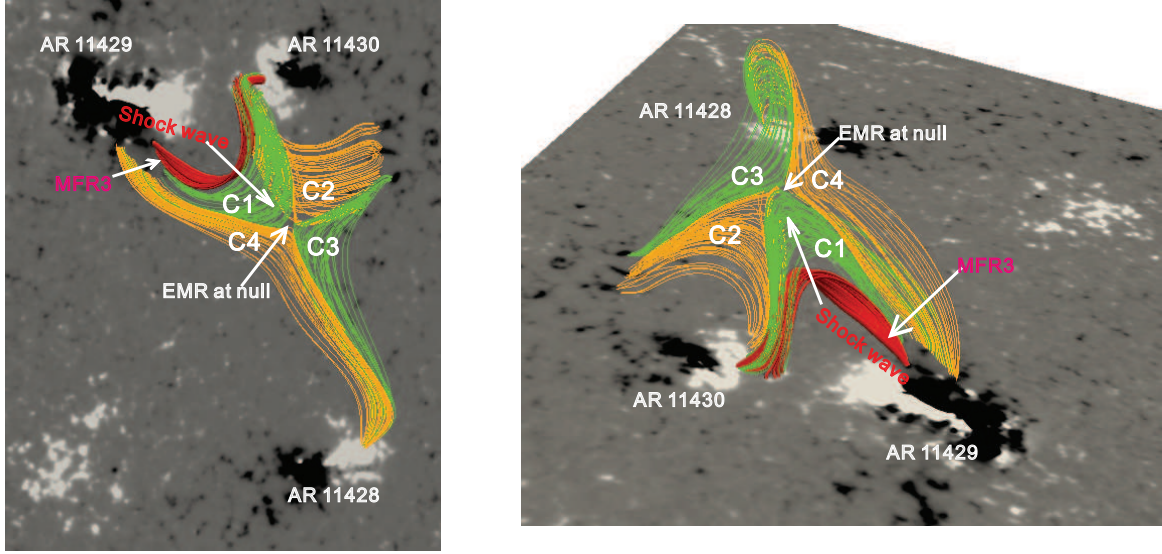 AR 11429
AR 11430
Shock wave
MFR3
C2
C1
C4
C3
EMR at null
AR 11428
AR 11428
EMR at null
C3
C4
C2
C1
MFR3
Shock wave
AR 11430
AR 11429